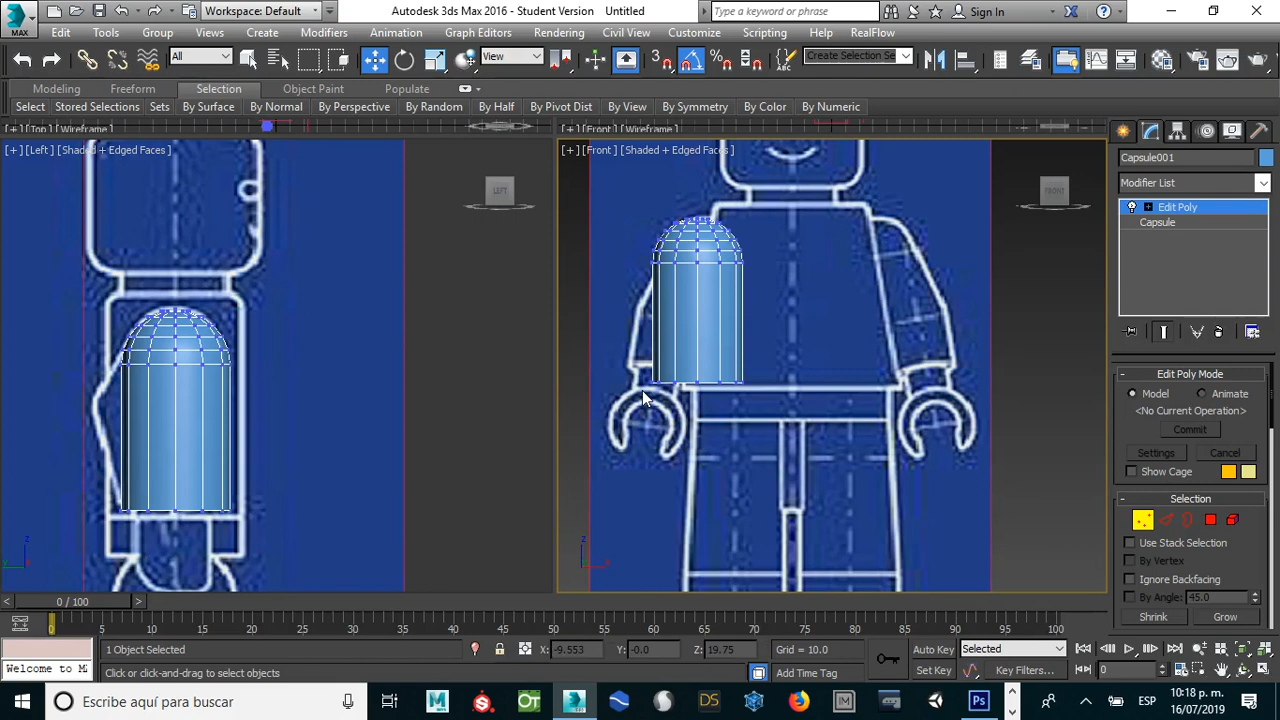 MAX
Workspace: Default
Autodesk 3ds Max 2016 - Student Version Untitled
Type a keyword or phrase
Sign In
Edit Tools Group Views Create Modifiers Animation Graph Editors Rendering Civil View Customize Scripting Help RealFlow
All
View
Create Selection Se
Modeling Freeform Selection Object Paint Populate
Select Stored Selections Sets By Surface By Normal By Perspective By Random By Half By Pivot Dist By View By Symmetry By Color By Numeric
[+] [Top] [Wireframe]
[+] [Front] [Wireframe]
[+] [Left] [Shaded + Edged Faces]
[+] [Front] [Shaded + Edged Faces]
LEFT
FRONT
Capsule001
Modifier List
Edit Poly
Capsule
Edit Poly Mode
Model Animate
<No Current Operation>
Commit
Settings Cancel
Show Cage
Selection
Use Stack Selection
By Vertex
Ignore Backfacing
By Angle: 45.0
Shrink Grow
z
y
z
x
< 0 / 100 >
0 5 10 15 20 25 30 35 40 45 50 55 60 65 70 75 80 85 90 95 100
1 Object Selected
X: -9.553 Y: -0.0 Z: 19.75 Grid = 10.0
Auto Key Selected
Welcome to M
Click or click-and-drag to select objects
Add Time Tag
Set Key Key Filters...
0
Escribe aquí para buscar
M
OT
DS
IM
Ps
ESP
10:18 p. m.
16/07/2019